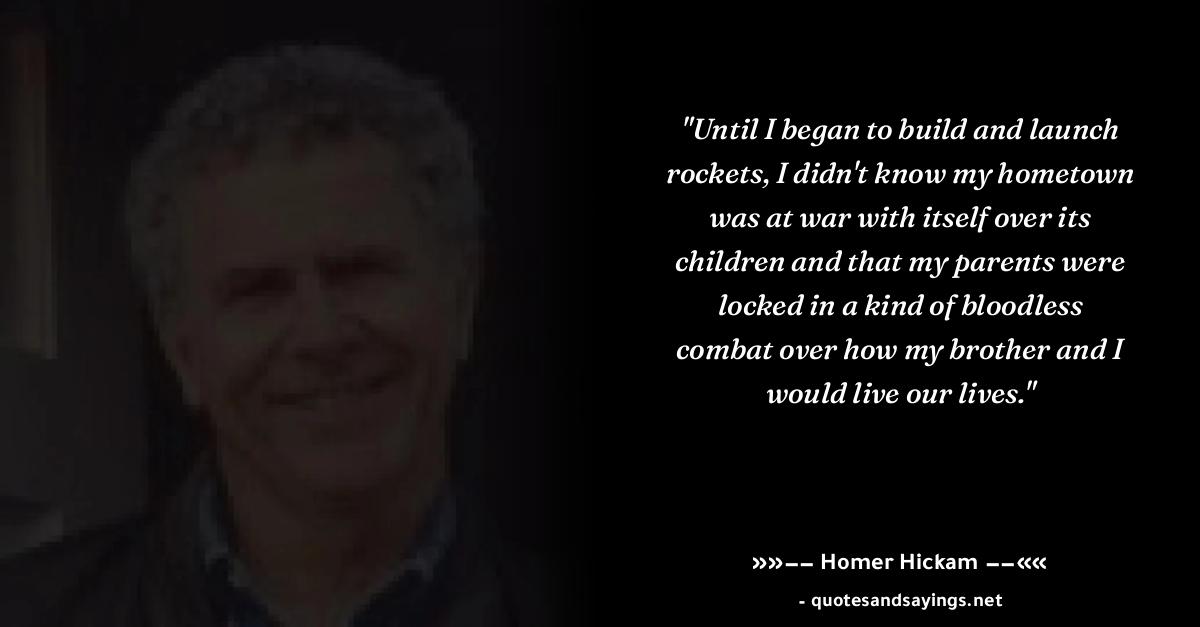 "Until I began to build and launch
rockets, I didn't know my hometown
was at war with itself over its
children and that my parents were
locked in a kind of bloodless
combat over how my brother and I
would live our lives."
»»−− Homer Hickam −−««
- quotesandsayings.net